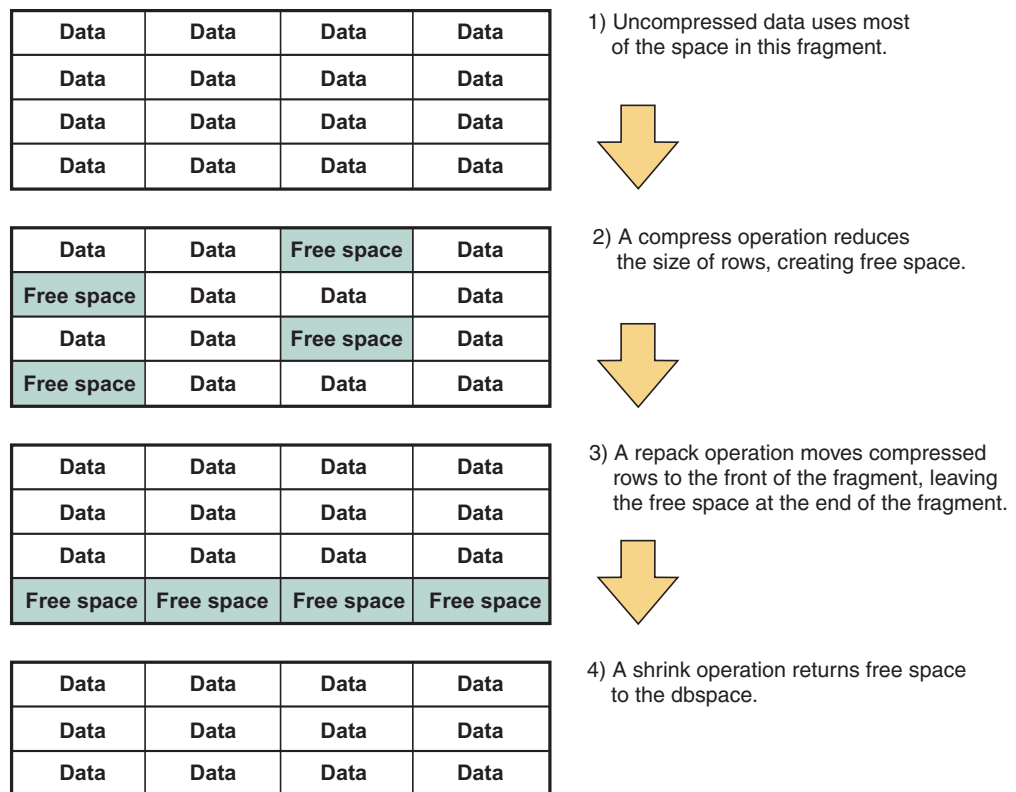 Data Data Data Data
Data Data Data Data
Data Data Data Data
Data Data Data Data
1) Uncompressed data uses most
of the space in this fragment.
Data Data Free space Data
Free space Data Data Data
Data Data Free space Data
Free space Data Data Data
2) A compress operation reduces
the size of rows, creating free space.
Data Data Data Data
Data Data Data Data
Data Data Data Data
Free space Free space Free space Free space
3) A repack operation moves compressed
rows to the front of the fragment, leaving
the free space at the end of the fragment.
Data Data Data Data
Data Data Data Data
Data Data Data Data
4) A shrink operation returns free space
to the dbspace.